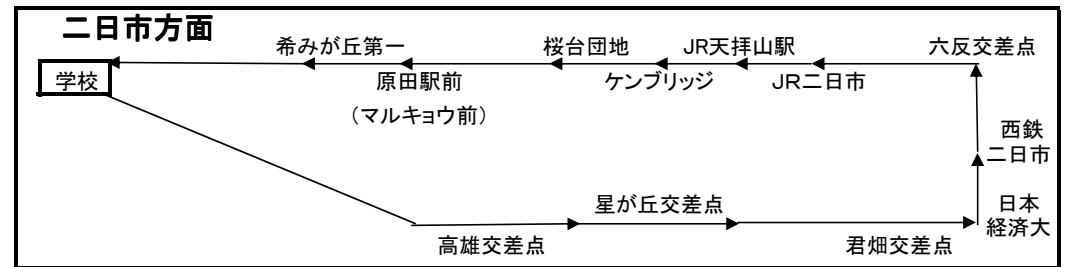 二日市方面
希みが丘第一
桜台団地
JR天拝山駅
六反交差点
学校
原田駅前
（マルキョウ前）
ケンブリッジ
JR二日市
西鉄
二日市
星が丘交差点
日本
経済大
高雄交差点
君畑交差点